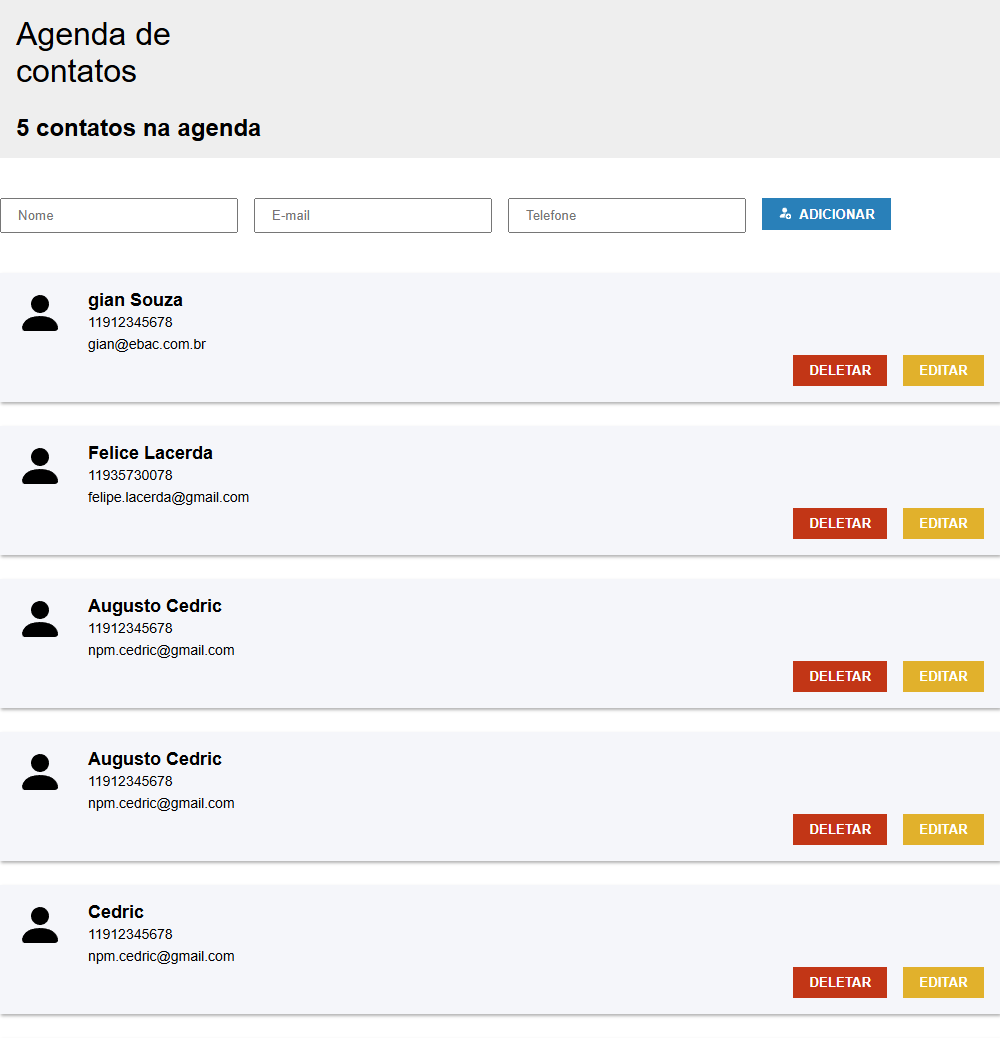 Agenda de
contatos
5 contatos na agenda
Nome E-mail Telefone ADICIONAR
gian Souza
11912345678
gian@ebac.com.br
DELETAR EDITAR
Felice Lacerda
11935730078
felipe.lacerda@gmail.com
DELETAR EDITAR
Augusto Cedric
11912345678
npm.cedric@gmail.com
DELETAR EDITAR
Augusto Cedric
11912345678
npm.cedric@gmail.com
DELETAR EDITAR
Cedric
11912345678
npm.cedric@gmail.com
DELETAR EDITAR